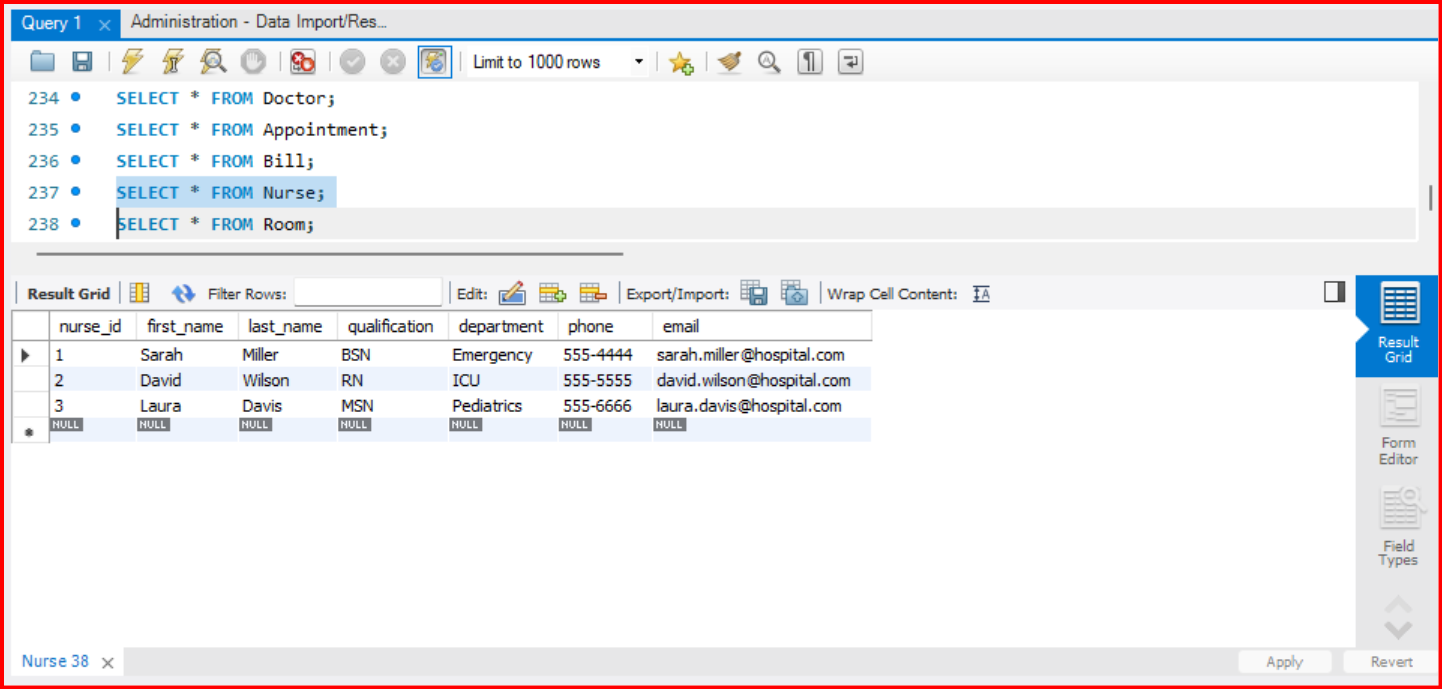 Query 1 Administration - Data Import/Res...
Limit to 1000 rows
234 SELECT * FROM Doctor;
235 SELECT * FROM Appointment;
236 SELECT * FROM Bill;
237 SELECT * FROM Nurse;
238 SELECT * FROM Room;
Result Grid Filter Rows: Edit: Export/Import: Wrap Cell Content: IA
nurse_id first_name last_name qualification department phone email
1 Sarah Miller BSN Emergency 555-4444 sarah.miller@hospital.com
2 David Wilson RN ICU 555-5555 david.wilson@hospital.com
3 Laura Davis MSN Pediatrics 555-6666 laura.davis@hospital.com
NULL NULL NULL NULL NULL NULL NULL
Result
Grid
Form
Editor
Field
Types
Nurse 38 Apply Revert